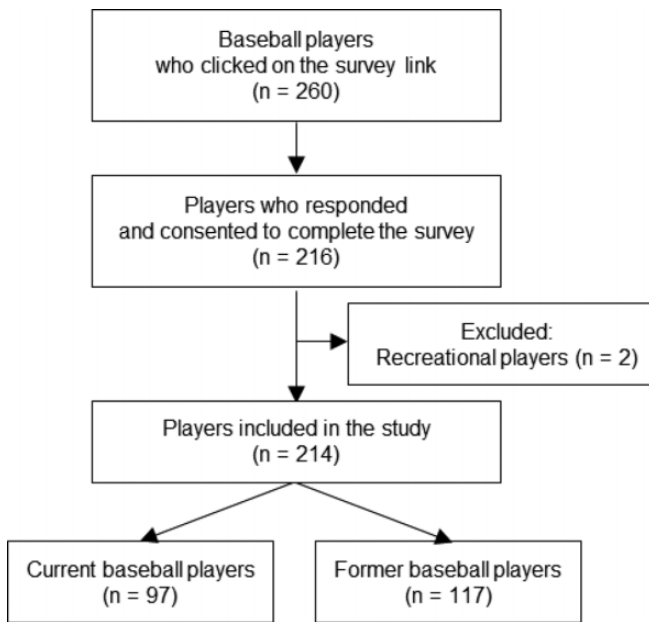 Baseball players
who clicked on the survey link
(n = 260)
Players who responded
and consented to complete the survey
(n = 216)
Excluded:
Recreational players (n = 2)
Players included in the study
(n = 214)
Current baseball players
(n = 97)
Former baseball players
(n = 117)